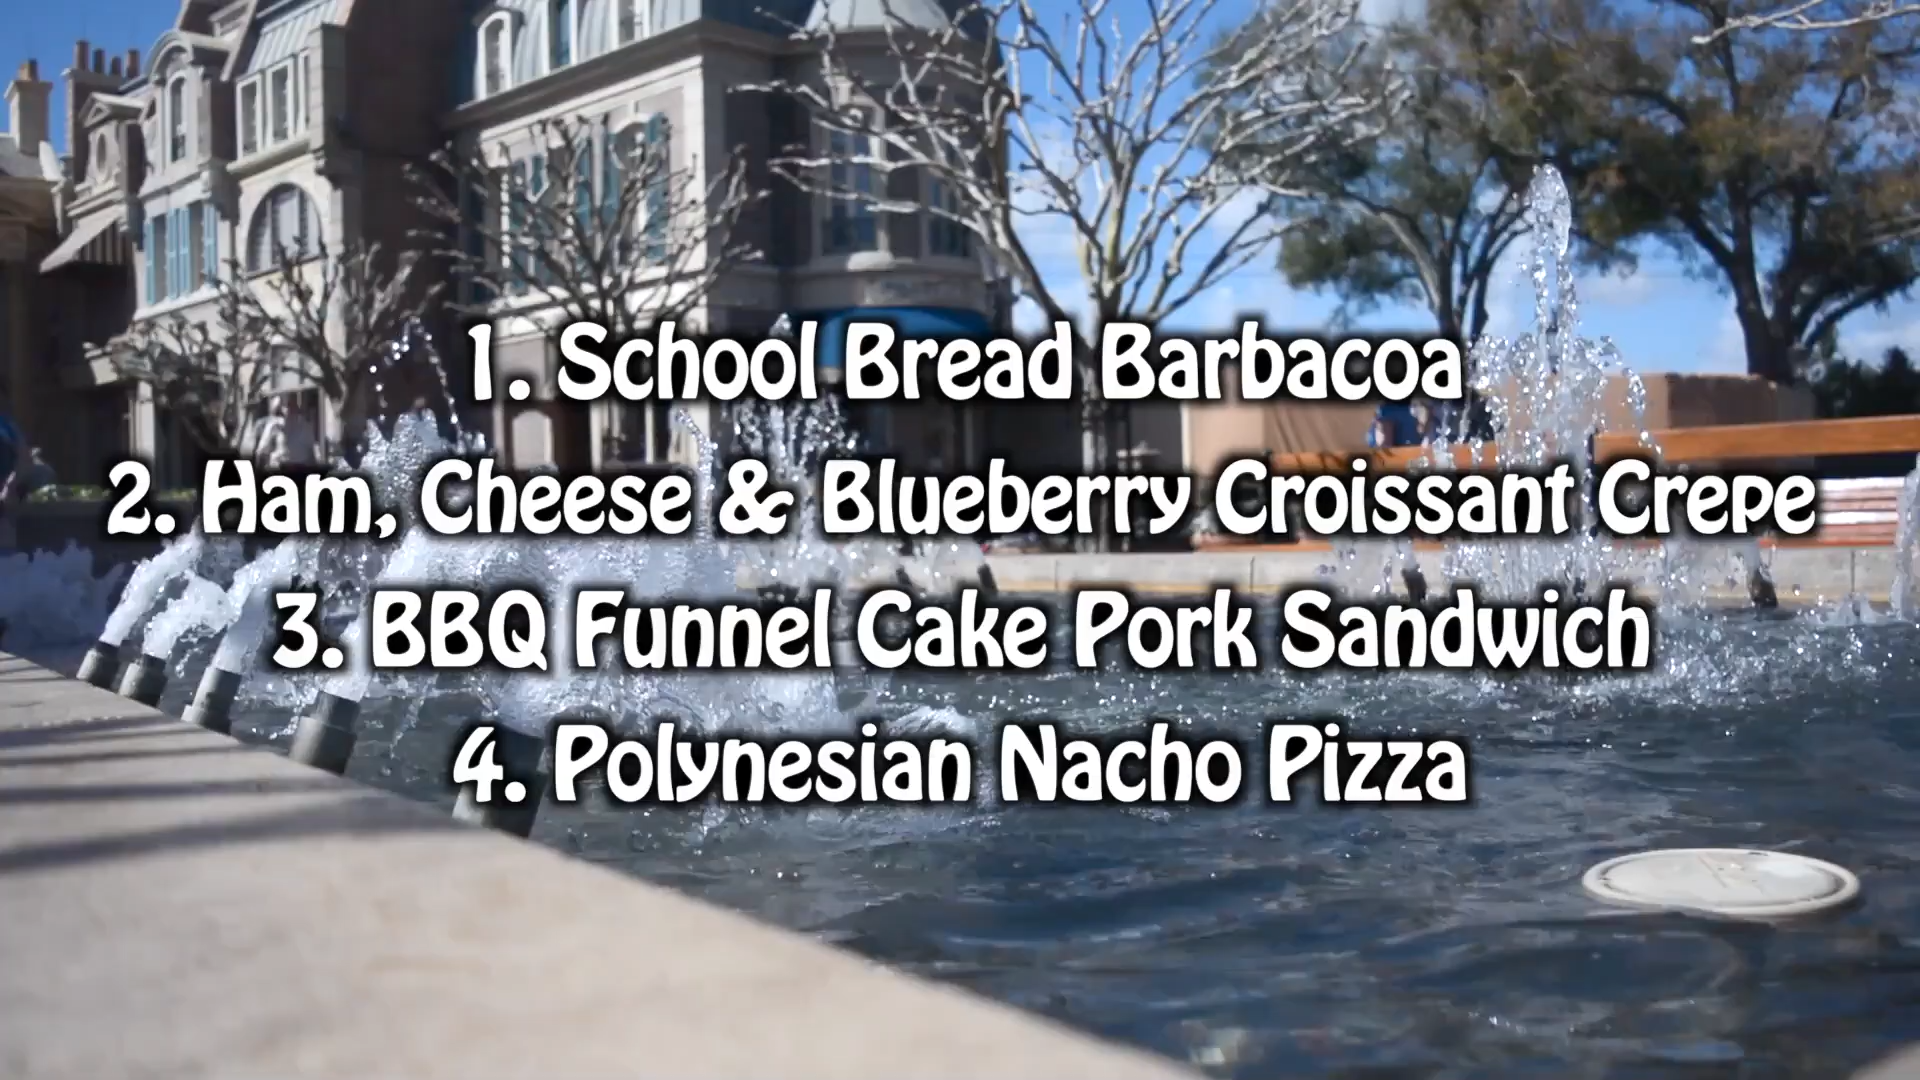 1. School Bread Barbacoa
2. Ham, Cheese & Blueberry Croissant Crepe
3. BBQ Funnel Cake Pork Sandwich
4. Polynesian Nacho Pizza